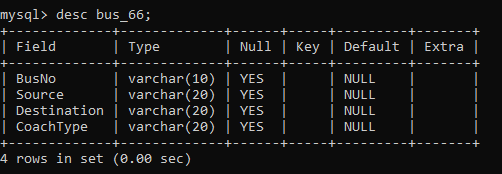 mysql> desc bus_66;
+-------------+-------------+------+-----+---------+-------+
| Field       | Type        | Null | Key | Default | Extra |
+-------------+-------------+------+-----+---------+-------+
| BusNo       | varchar(10) | YES  |     | NULL    |       |
| Source      | varchar(20) | YES  |     | NULL    |       |
| Destination | varchar(20) | YES  |     | NULL    |       |
| CoachType   | varchar(20) | YES  |     | NULL    |       |
+-------------+-------------+------+-----+---------+-------+
4 rows in set (0.00 sec)